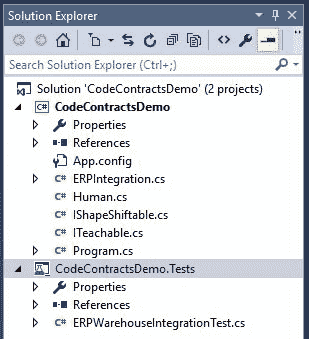 Solution Explorer
Search Solution Explorer (Ctrl+;)
Solution 'CodeContractsDemo' (2 projects)
C# CodeContractsDemo
Properties
References
App.config
C# ERPIntegration.cs
C# Human.cs
C# IShapeShiftable.cs
C# ITeachable.cs
C# Program.cs
CodeContractsDemo.Tests
Properties
References
C# ERPWarehouseIntegrationTest.cs